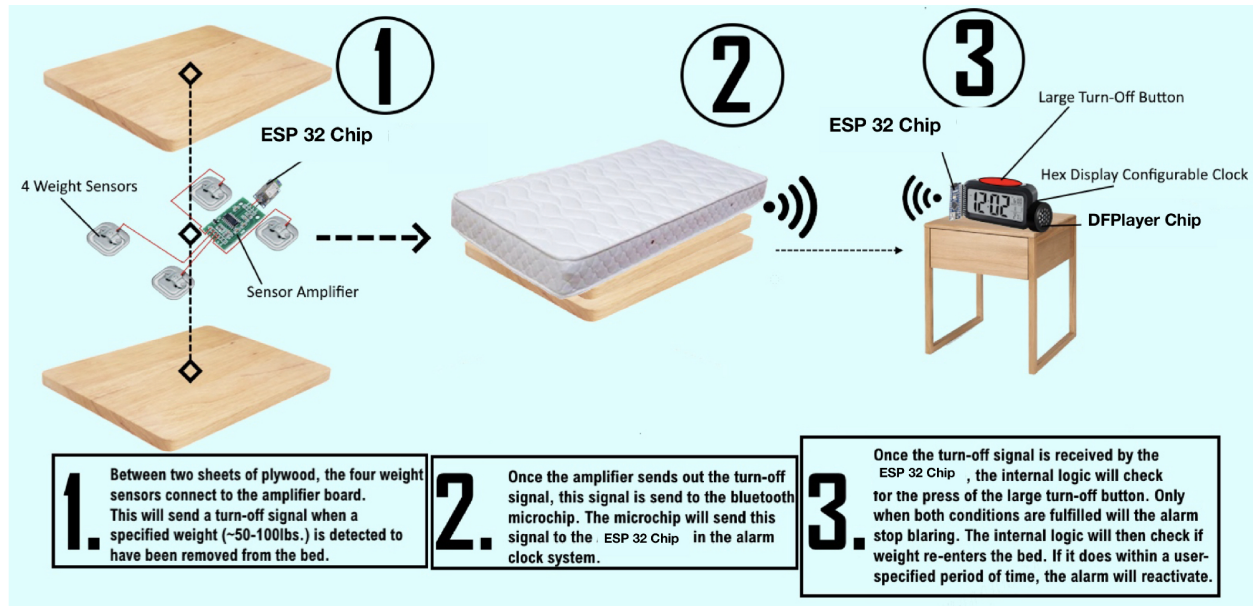 1
2
3
ESP 32 Chip
4 Weight Sensors
Sensor Amplifier
ESP 32 Chip
Large Turn-Off Button
Hex Display Configurable Clock
12:02
DFPlayer Chip
1.
Between two sheets of plywood, the four weight
sensors connect to the amplifier board.
This will send a turn-off signal when a
specified weight (~50-100lbs.) is detected to
have been removed from the bed.
2.
Once the amplifier sends out the turn-off
signal, this signal is send to the bluetooth
microchip. The microchip will send this
signal to the ESP 32 Chip in the alarm
clock system.
3.
Once the turn-off signal is received by the
ESP 32 Chip , the internal logic will check
for the press of the large turn-off button. Only
when both conditions are fulfilled will the alarm
stop blaring. The internal logic will then check if
weight re-enters the bed. If it does within a user-
specified period of time, the alarm will reactivate.